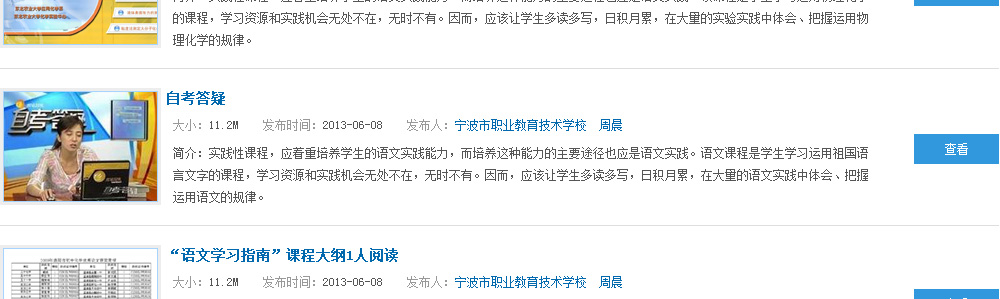 的课程，学习资源和实践机会无处不在，无时不有。因而，应该让学生多读多写，日积月累，在大量的实验实践中体会、把握运用物
理化学的规律。
自考答疑
大小：11.2M 发布时间：2013-06-08 发布人：宁波市职业教育技术学校 周晨
简介：实践性课程，应着重培养学生的语文实践能力，而培养这种能力的主要途径也应是语文实践。语文课程是学生学习运用祖国语
言文字的课程，学习资源和实践机会无处不在，无时不有。因而，应该让学生多读多写，日积月累，在大量的语文实践中体会、把握
运用语文的规律。
查看
自考答疑
自考答疑
“语文学习指南”课程大纲1人阅读
大小：11.2M 发布时间：2013-06-08 发布人：宁波市职业教育技术学校 周晨